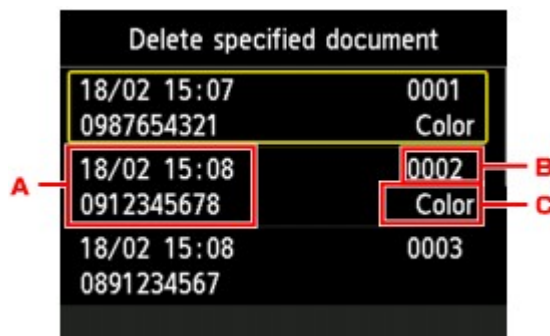 Delete specified document
18/02 15:07 0001
0987654321 Color
A 18/02 15:08 0002 B
0912345678 Color C
18/02 15:08 0003
0891234567